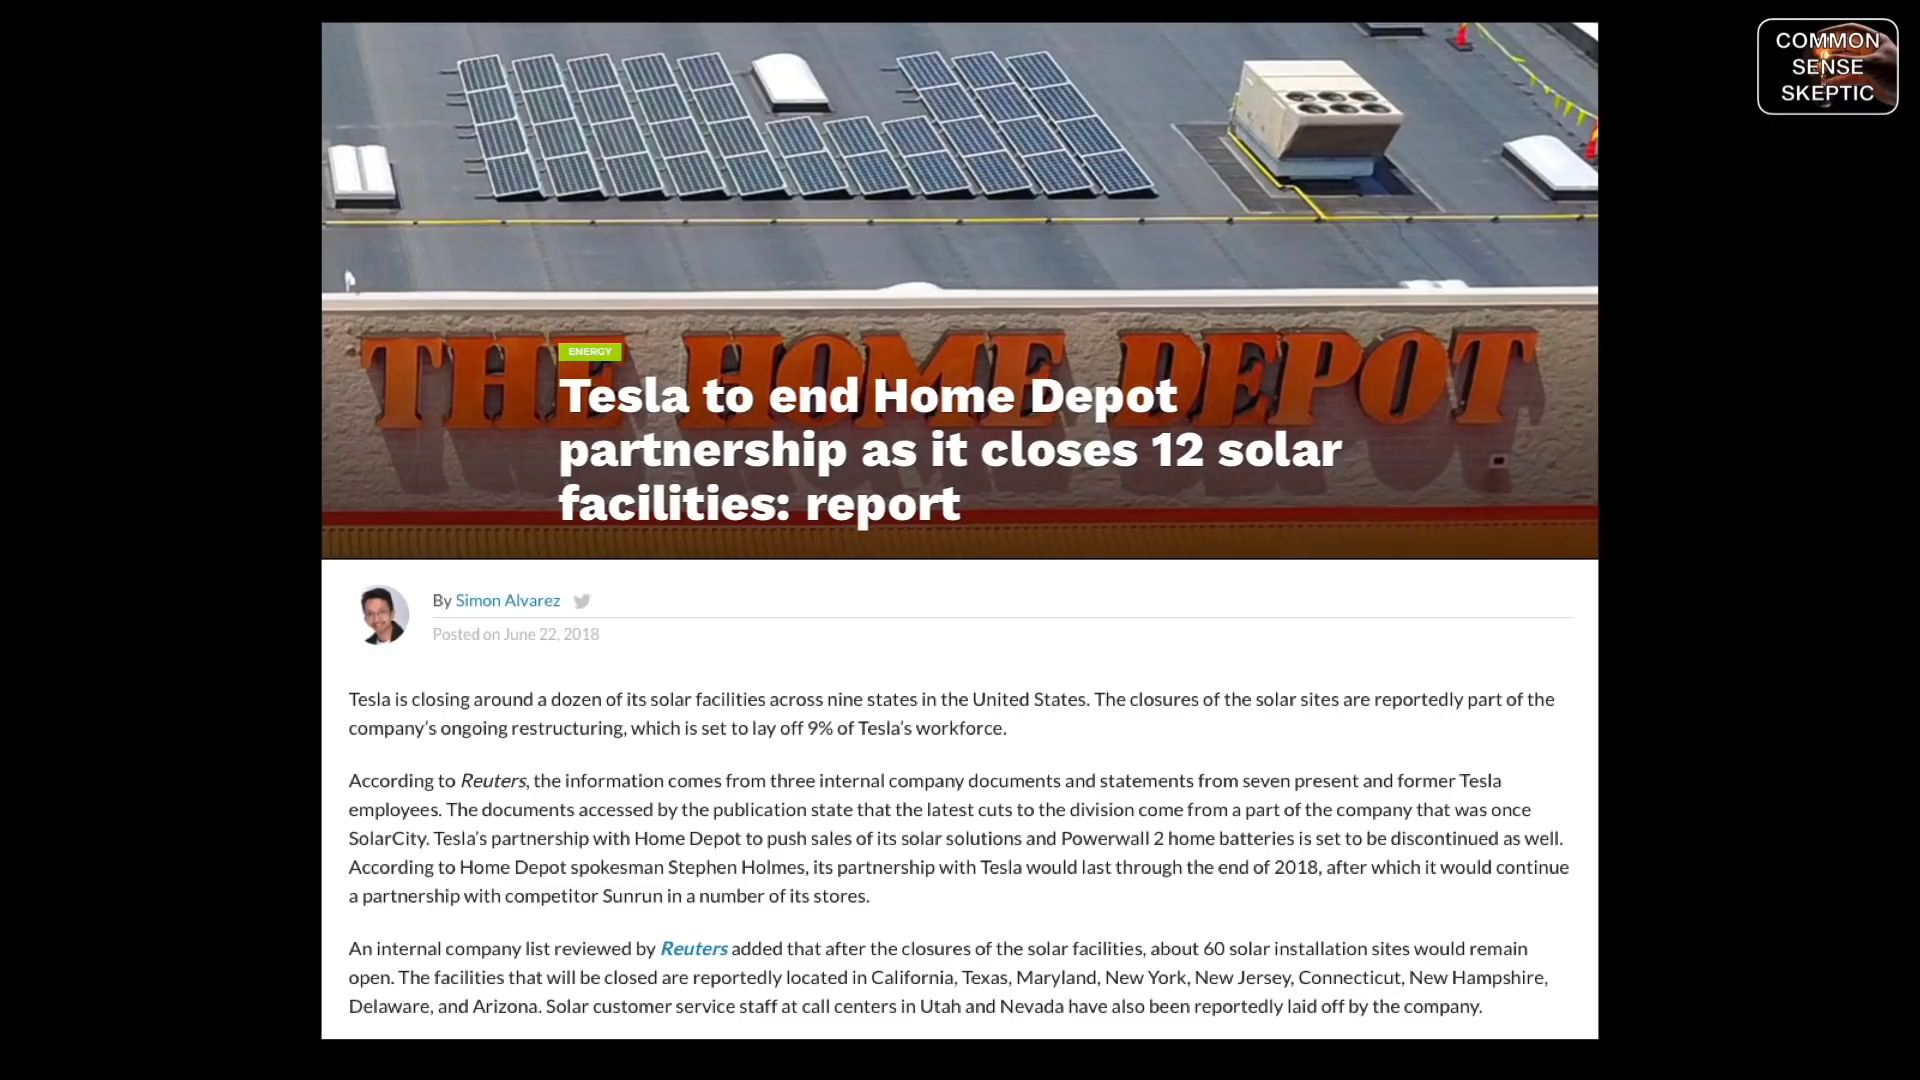 COMMON
SENSE
SKEPTIC
THE HOME DEPOT
ENERGY
Tesla to end Home Depot
partnership as it closes 12 solar
facilities: report
By Simon Alvarez
Posted on June 22, 2018
Tesla is closing around a dozen of its solar facilities across nine states in the United States. The closures of the solar sites are reportedly part of the
company’s ongoing restructuring, which is set to lay off 9% of Tesla’s workforce.
According to Reuters, the information comes from three internal company documents and statements from seven present and former Tesla
employees. The documents accessed by the publication state that the latest cuts to the division come from a part of the company that was once
SolarCity. Tesla’s partnership with Home Depot to push sales of its solar solutions and Powerwall 2 home batteries is set to be discontinued as well.
According to Home Depot spokesman Stephen Holmes, its partnership with Tesla would last through the end of 2018, after which it would continue
a partnership with competitor Sunrun in a number of its stores.
An internal company list reviewed by Reuters added that after the closures of the solar facilities, about 60 solar installation sites would remain
open. The facilities that will be closed are reportedly located in California, Texas, Maryland, New York, New Jersey, Connecticut, New Hampshire,
Delaware, and Arizona. Solar customer service staff at call centers in Utah and Nevada have also been reportedly laid off by the company.